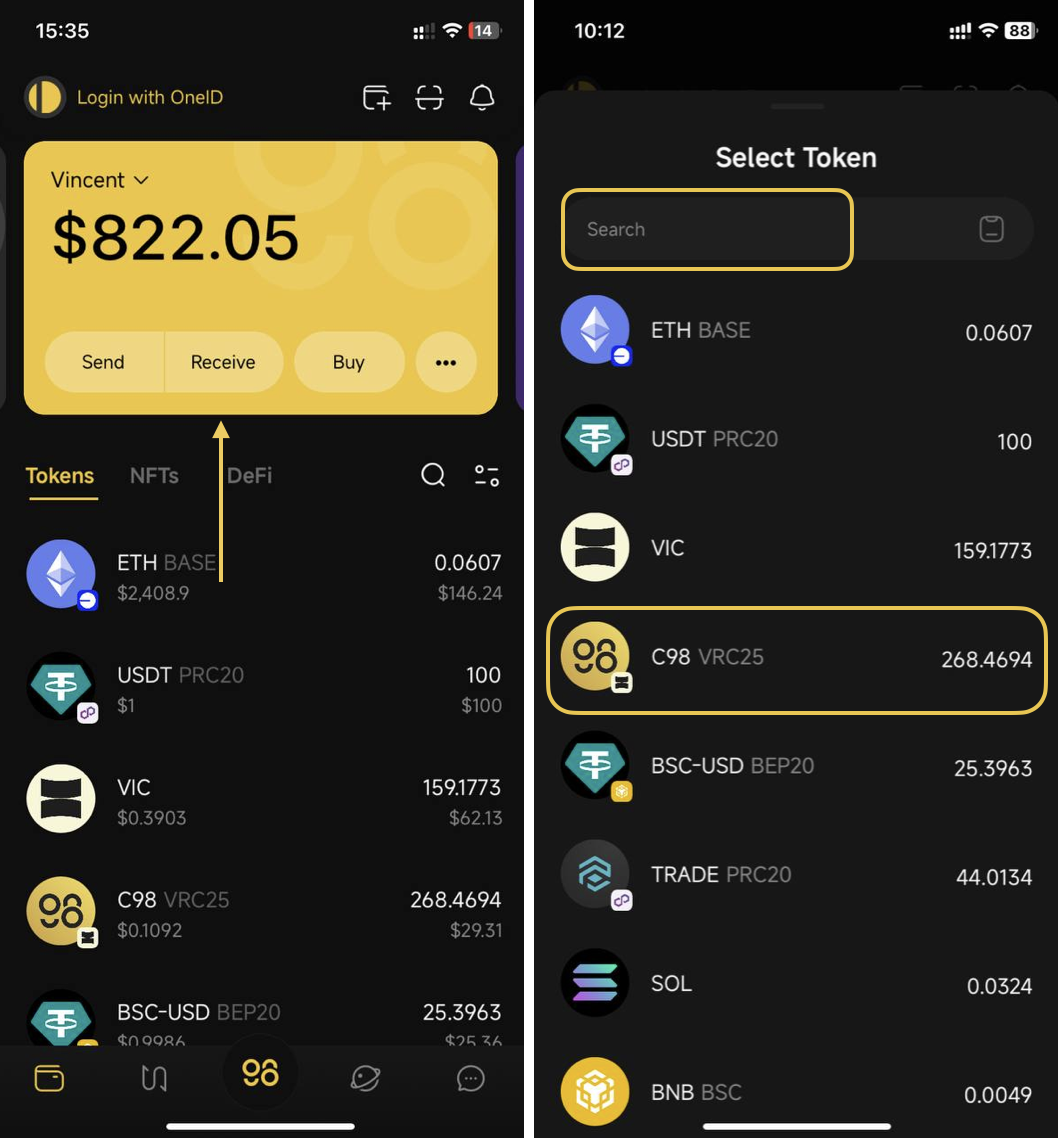 15:35
14
Login with OneID
Vincent
$822.05
Send
Receive
Buy
Tokens
NFTs
DeFi
ETH BASE
0.0607
$2,408.9
$146.24
USDT PRC20
100
$1
$100
VIC
159.1773
$0.3903
$62.13
C98 VRC25
268.4694
$0.1092
$29.31
BSC-USD BEP20
25.3963
$0.9986
$25.36
98
10:12
88
Select Token
Search
ETH BASE
0.0607
USDT PRC20
100
VIC
159.1773
C98 VRC25
268.4694
BSC-USD BEP20
25.3963
TRADE PRC20
44.0134
SOL
0.0324
BNB BSC
0.0049